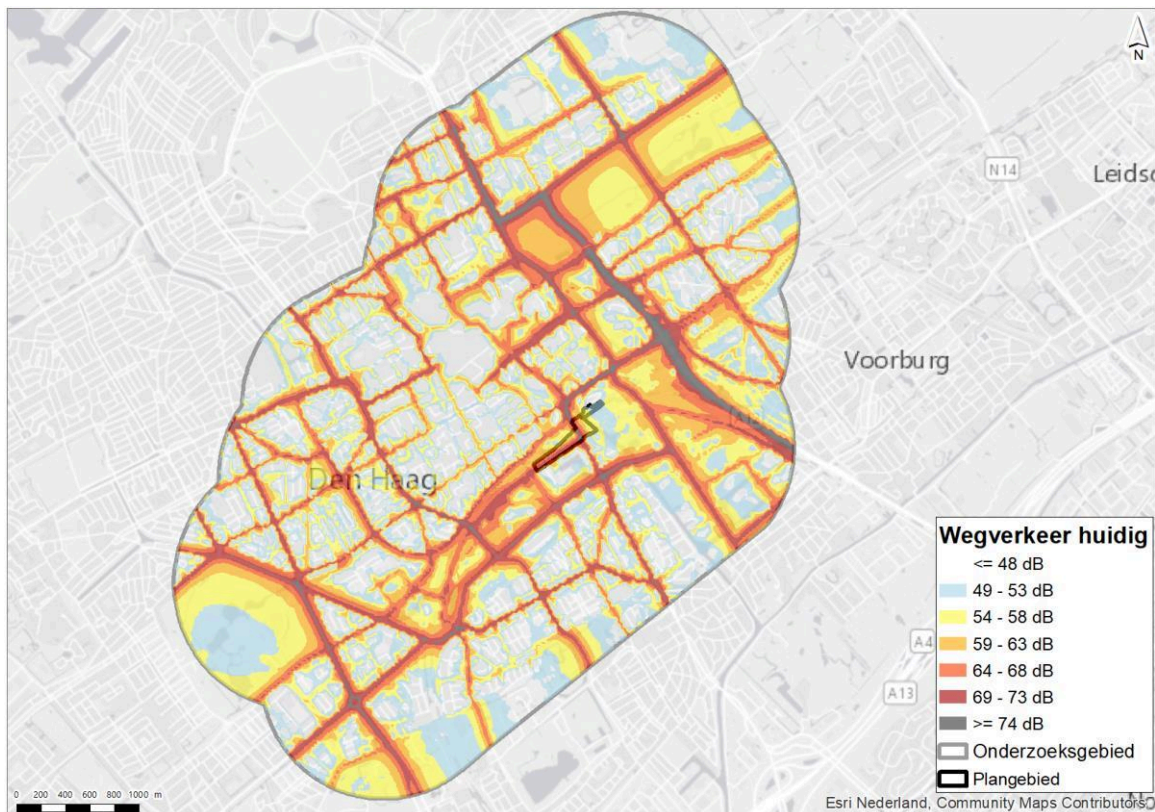 N
N14
Leidsc
Voorburg
Den Haag
Wegverkeer huidig
<= 48 dB
49 - 53 dB
54 - 58 dB
59 - 63 dB
64 - 68 dB
69 - 73 dB
>= 74 dB
Onderzoeksgebied
Plangebied
A4
A13
0 200 400 600 800 1000 m
Esri Nederland, Community Maps Contributors